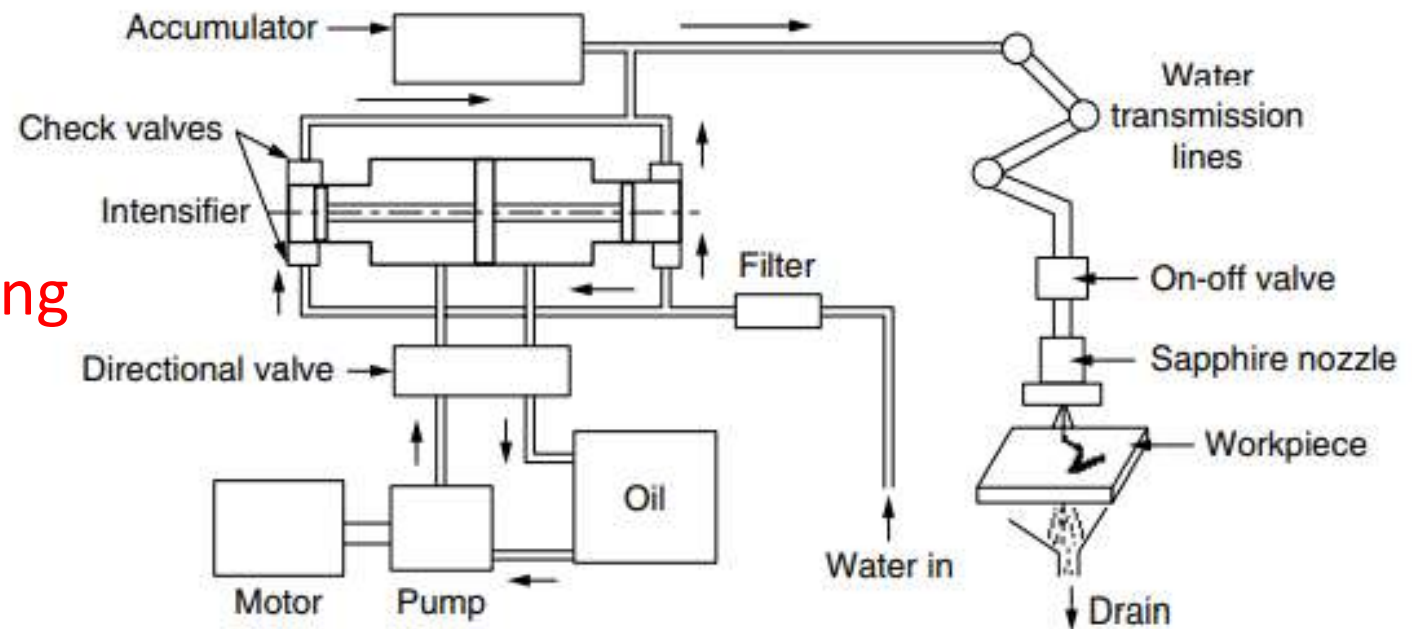 Accumulator
Water
transmission
lines
Check valves
Intensifier
Filter
ng
On-off valve
Directional valve
Sapphire nozzle
Workpiece
Oil
Water in
Motor
Pump
Drain